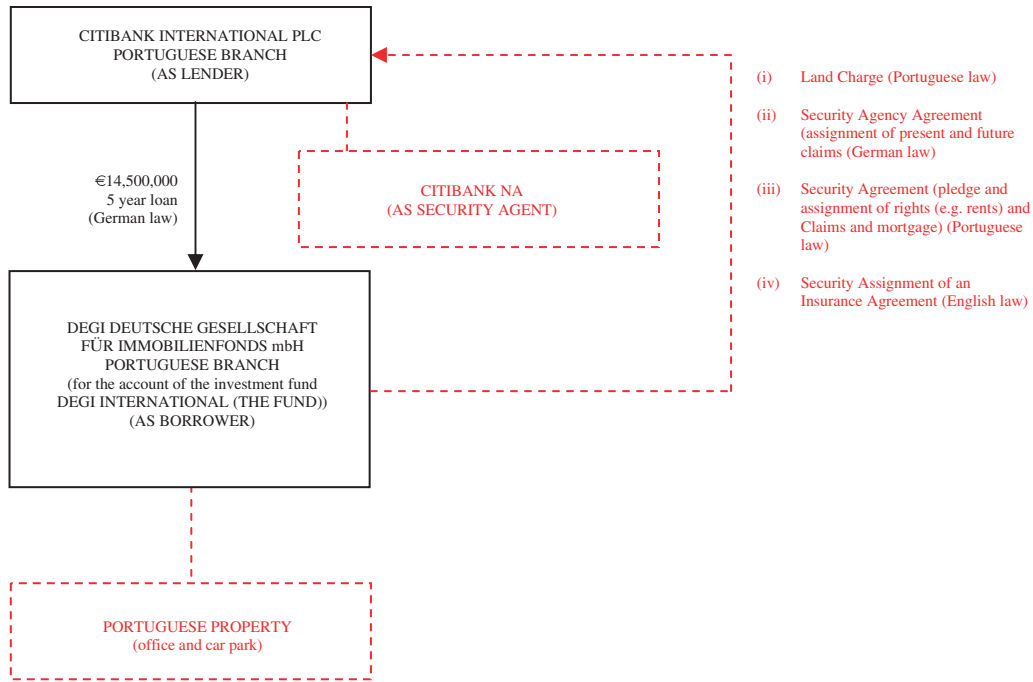 CITIBANK INTERNATIONAL PLC
PORTUGUESE BRANCH
(AS LENDER)
(i) Land Charge (Portuguese law)
(ii) Security Agency Agreement
(assignment of present and future
claims (German law)
(iii) Security Agreement (pledge and
assignment of rights (e.g. rents) and
Claims and mortgage) (Portuguese
law)
(iv) Security Assignment of an
Insurance Agreement (English law)
€14,500,000
5 year loan
(German law)
CITIBANK NA
(AS SECURITY AGENT)
DEGI DEUTSCHE GESELLSCHAFT
FÜR IMMOBILIENFONDS mbH
PORTUGUESE BRANCH
(for the account of the investment fund
DEGI INTERNATIONAL (THE FUND))
(AS BORROWER)
PORTUGUESE PROPERTY
(office and car park)